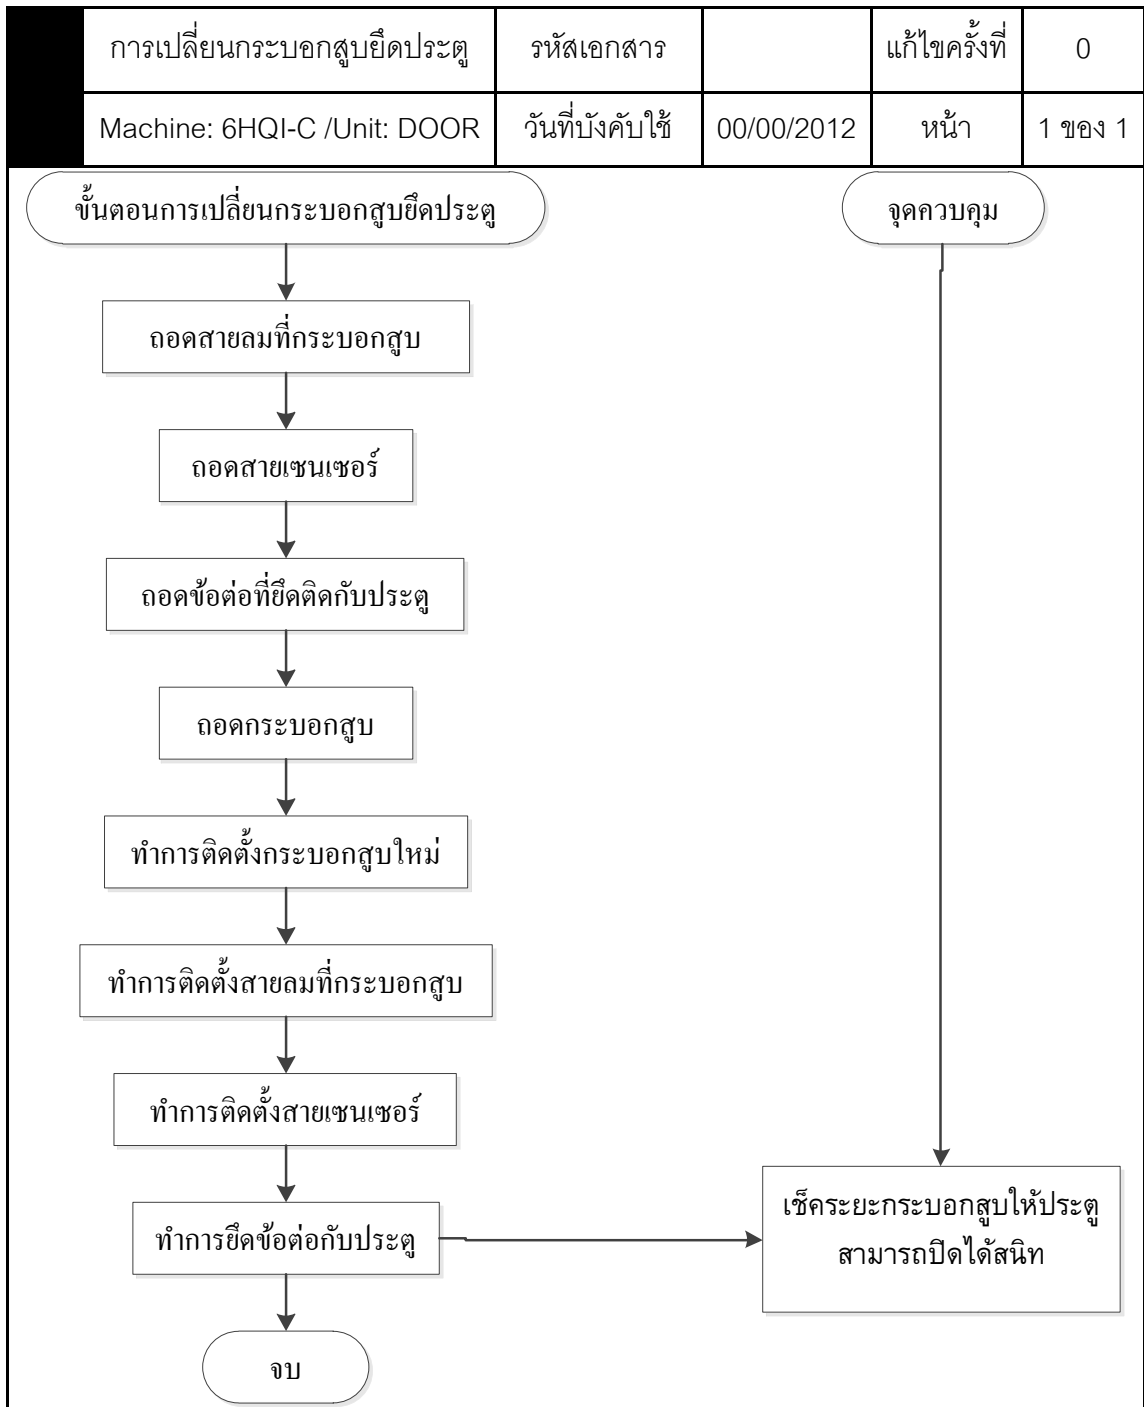 การเปลี่ยนกระบอกสูบยึดประตู รหัสเอกสาร แก้ไขครั้งที่ 0
Machine: 6HQI-C /Unit: DOOR วันที่บังคับใช้ 00/00/2012 หน้า 1 ของ 1
ขั้นตอนการเปลี่ยนกระบอกสูบยึดประตู
จุดควบคุม
ถอดสายลมที่กระบอกสูบ
ถอดสายเซนเซอร์
ถอดข้อต่อที่ยึดติดกับประตู
ถอดกระบอกสูบ
ทำการติดตั้งกระบอกสูบใหม่
ทำการติดตั้งสายลมที่กระบอกสูบ
ทำการติดตั้งสายเซนเซอร์
ทำการยึดข้อต่อกับประตู
เช็คระยะกระบอกสูบให้ประตู
สามารถปิดได้สนิท
จบ